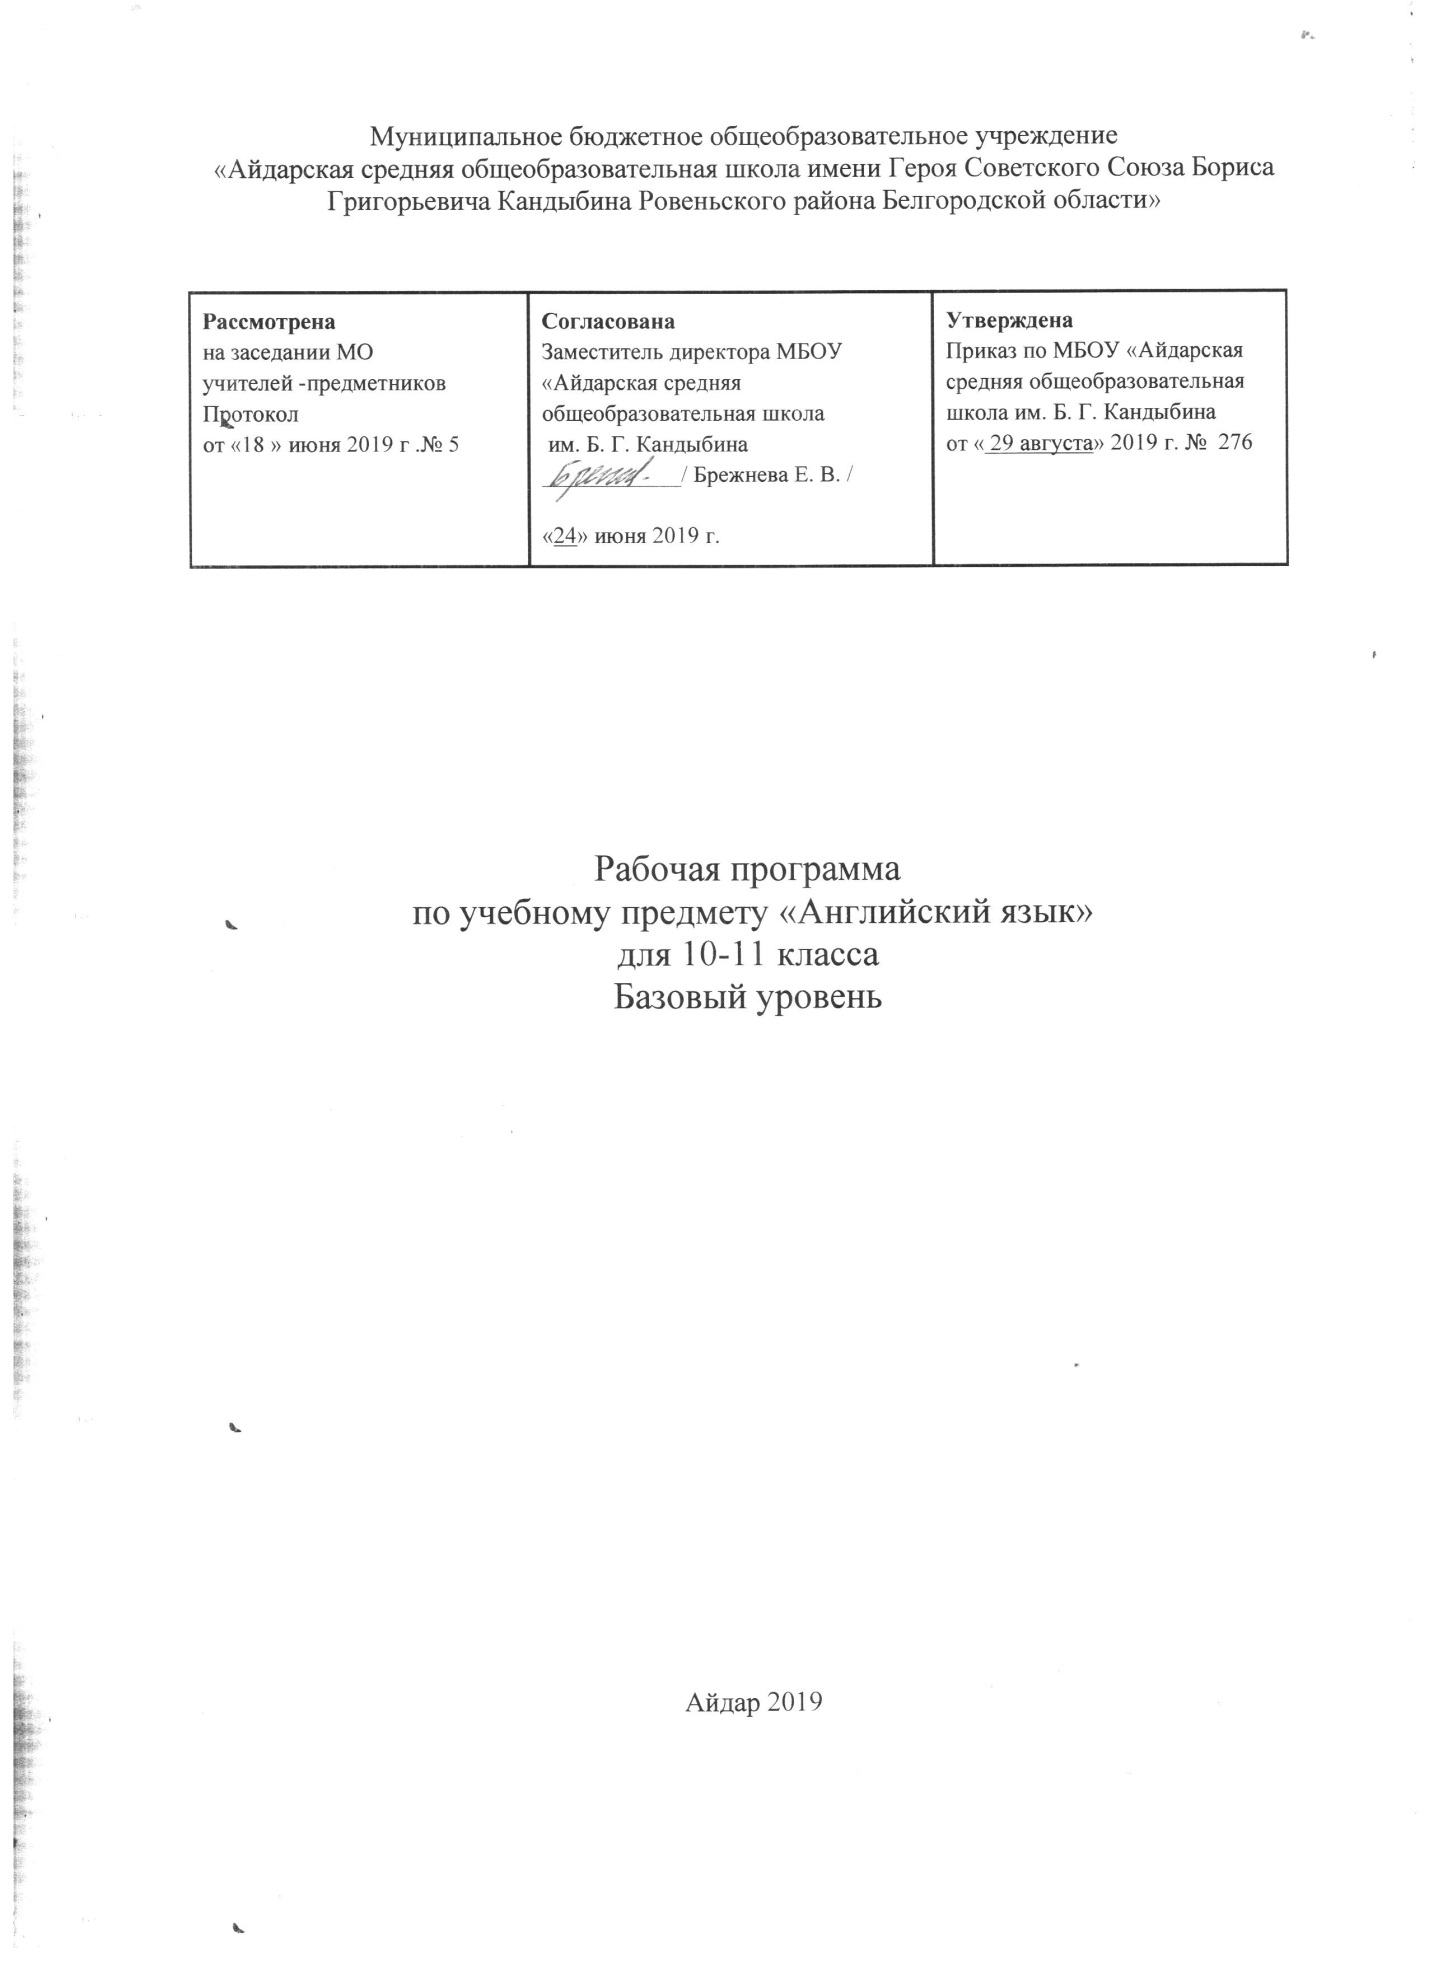 Муниципальное бюджетное общеобразовательное учреждение
«Айдарская средняя общеобразовательная школа имени Героя Советского Союза Бориса
Григорьевича Кандыбина Ровеньского района Белгородской области»
Рассмотрена
на заседании МО
учителей -предметников
Протокол
от «18 » июня 2019 г .№ 5
Согласована
Заместитель директора МБОУ
«Айдарская средняя
общеобразовательная школа
им. Б. Г. Кандыбина
/ Брежнева Е. В. /
«24» июня 2019 г.
Утверждена
Приказ по МБОУ «Айдарская
средняя общеобразовательная
школа им. Б. Г. Кандыбина
от « 29 августа» 2019 г. № 276
Рабочая программа
по учебному предмету «Английский язык»
для 10-11 класса
Базовый уровень
Айдар 2019